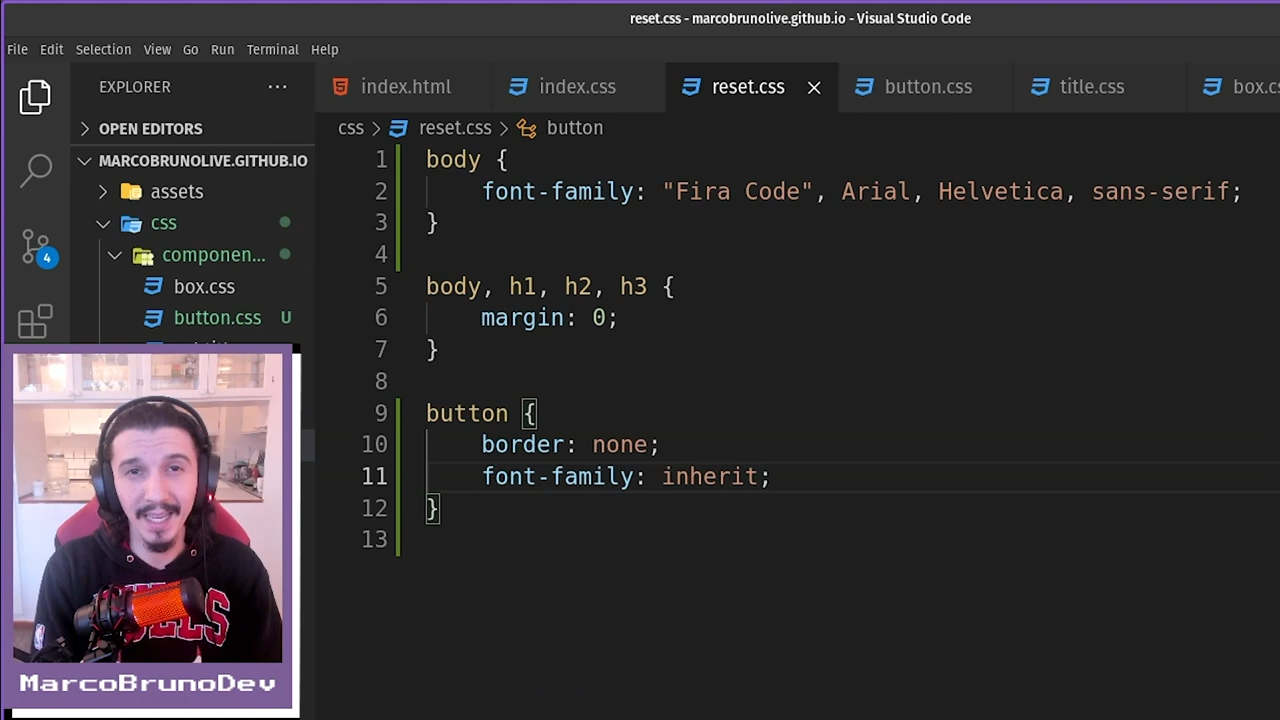 reset.css - marcobrunolive.github.io - Visual Studio Code
File Edit Selection View Go Run Terminal Help
EXPLORER ···
index.html index.css reset.css button.css title.css
OPEN EDITORS
css > reset.css > button
MARCOBRUNOLIVE.GITHUB.IO
assets
css
componen...
box.css
button.css U
4
1 body {
2 font-family: "Fira Code", Arial, Helvetica, sans-serif;
3 }
4
5 body, h1, h2, h3 {
6 margin: 0;
7 }
8
9 button {
10 border: none;
11 font-family: inherit;
12 }
13
MarcoBrunoDev